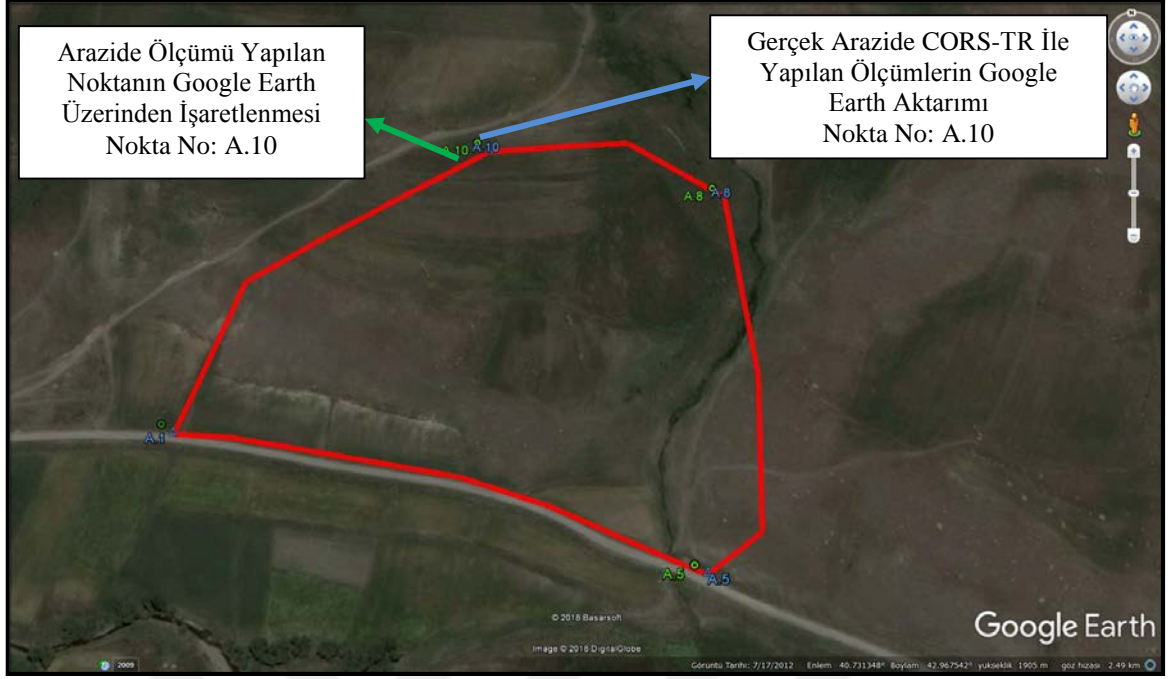 Arazide Ölçümü Yapılan
Noktanın Google Earth
Üzerinden İşaretlenmesi
Nokta No: A.10
Gerçek Arazide CORS-TR İle
Yapılan Ölçümlerin Google
Earth Aktarımı
Nokta No: A.10
N
A.10 A.10
A.8 A.8
A.1
A.5 A.5
© 2018 Basarsoft
Google Earth
Image © 2018 DigitalGlobe
2009
Görüntü Tarihi: 7/17/2012 Enlem 40.731348° Boylam 42.967542° yükseklik 1905 m göz hizası 2.49 km